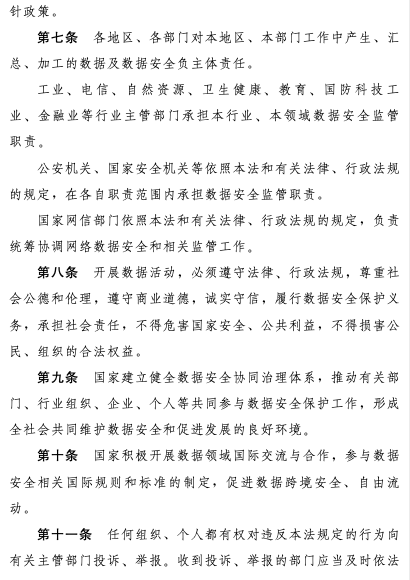 针政策。
第七条 各地区、各部门对本地区、本部门工作中产生、汇
总、加工的数据及数据安全负主体责任。
工业、电信、自然资源、卫生健康、教育、国防科技工
业、金融业等行业主管部门承担本行业、本领域数据安全监管
职责。
公安机关、国家安全机关等依照本法和有关法律、行政法规
的规定，在各自职责范围内承担数据安全监管职责。
国家网信部门依照本法和有关法律、行政法规的规定，负责
统筹协调网络数据安全和相关监管工作。
第八条 开展数据活动，必须遵守法律、行政法规，尊重社
会公德和伦理，遵守商业道德，诚实守信，履行数据安全保护义
务，承担社会责任，不得危害国家安全、公共利益，不得损害公
民、组织的合法权益。
第九条 国家建立健全数据安全协同治理体系，推动有关部
门、行业组织、企业、个人等共同参与数据安全保护工作，形成
全社会共同维护数据安全和促进发展的良好环境。
第十条 国家积极开展数据领域国际交流与合作，参与数据
安全相关国际规则和标准的制定，促进数据跨境安全、自由流
动。
第十一条 任何组织、个人都有权对违反本法规定的行为向
有关主管部门投诉、举报。收到投诉、举报的部门应当及时依法